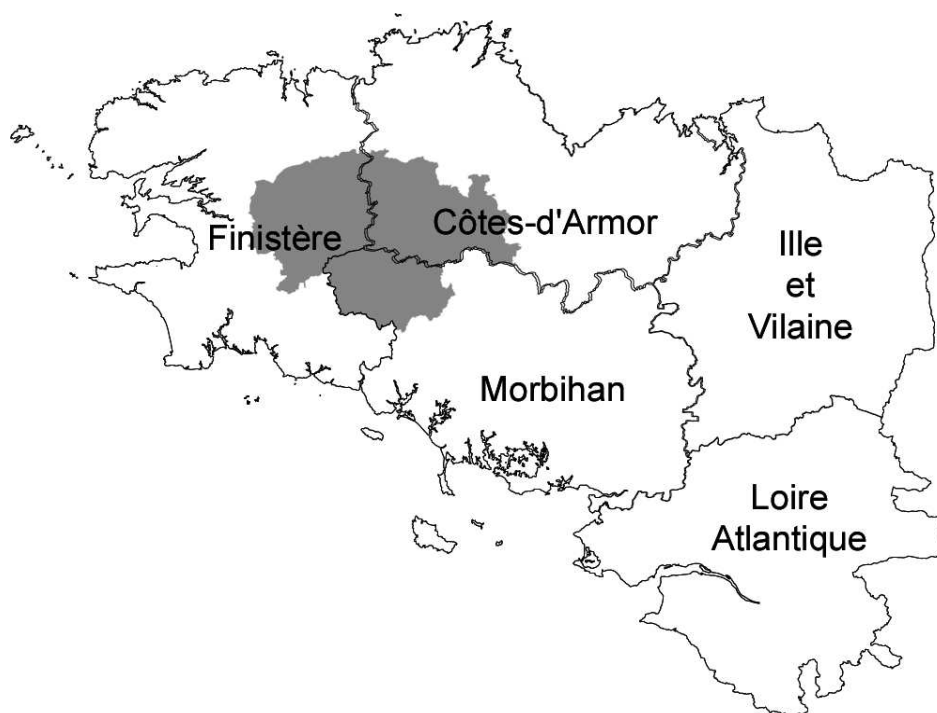 Finistère
Côtes-d'Armor
Ille
et
Vilaine
Morbihan
Loire
Atlantique